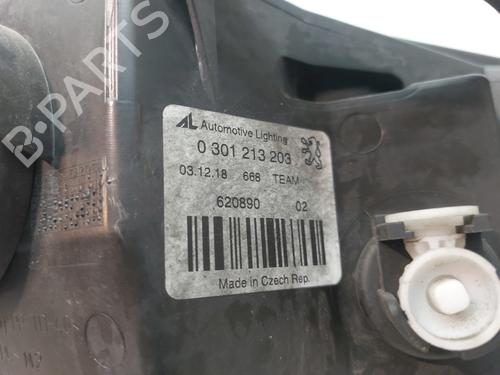 B-PARTS
AL Automotive Lighting
0 301 213 203
03.12.18 668 TEAM
620890 02
Made in Czech Rep.